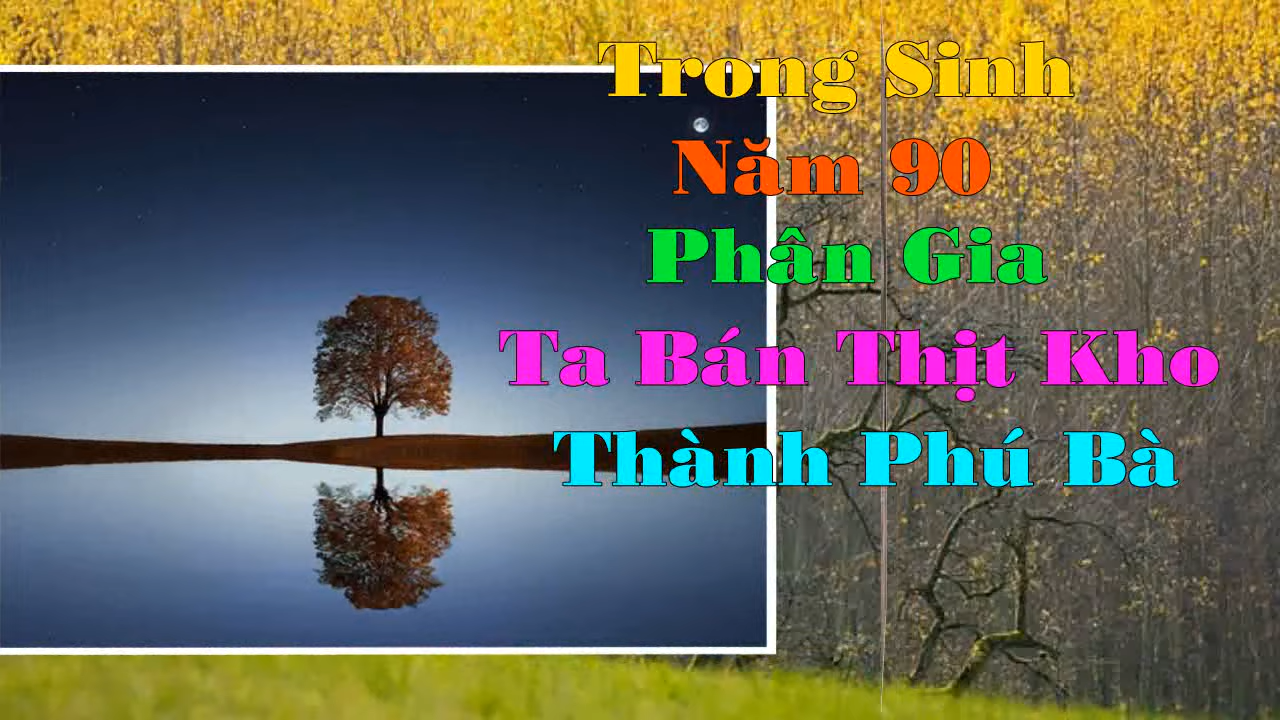 Trong Sinh
Năm 90
Phân Gia
Ta Bán Thịt Kho
Thành Phú Bà